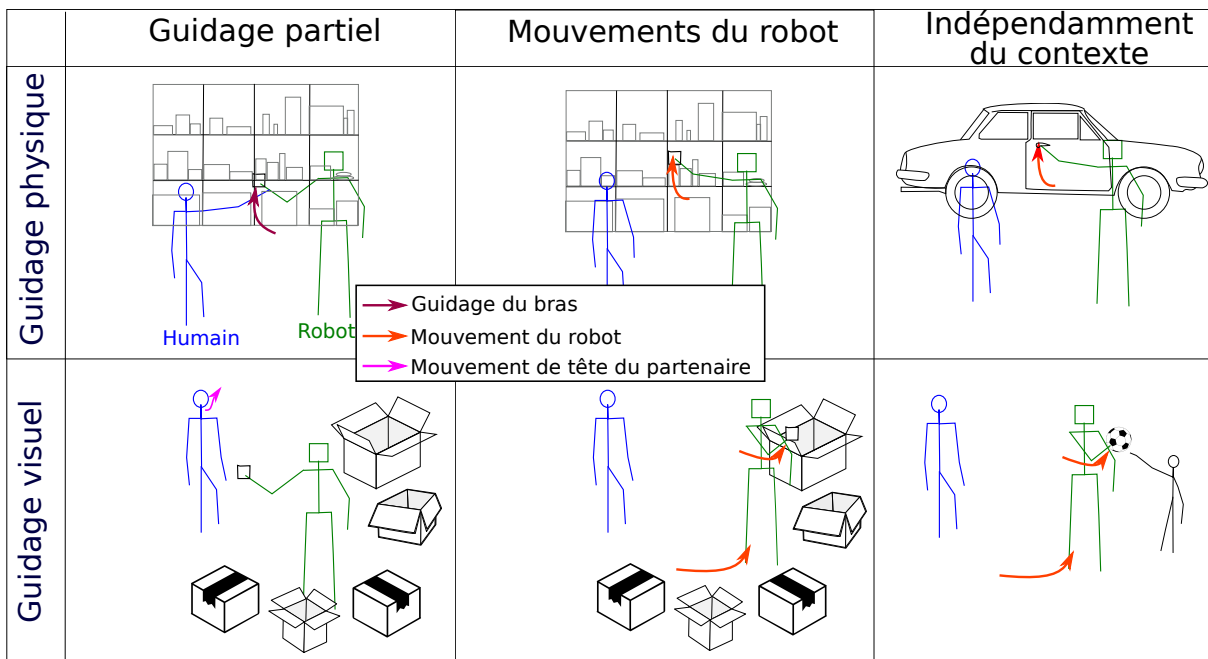 Guidage partiel
Mouvements du robot
Indépendamment
du contexte
Guidage physique
Humain
Robot
Guidage du bras
Mouvement du robot
Mouvement de tête du partenaire
Guidage visuel